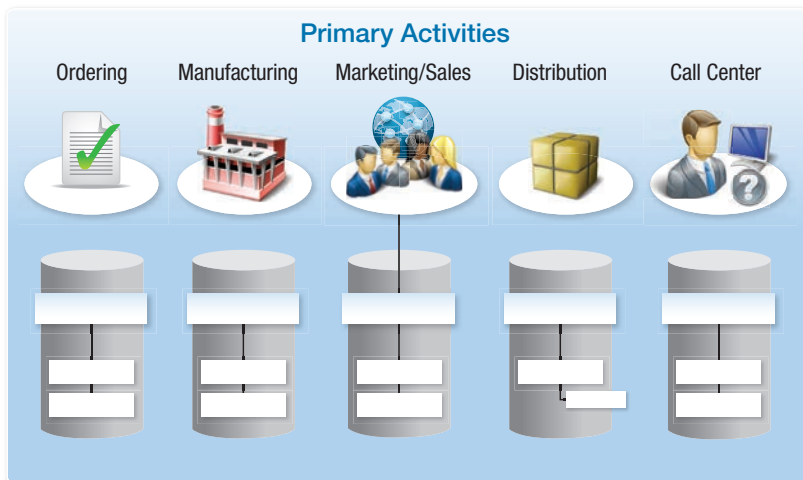 Primary Activities
Ordering Manufacturing Marketing/Sales Distribution Call Center
?